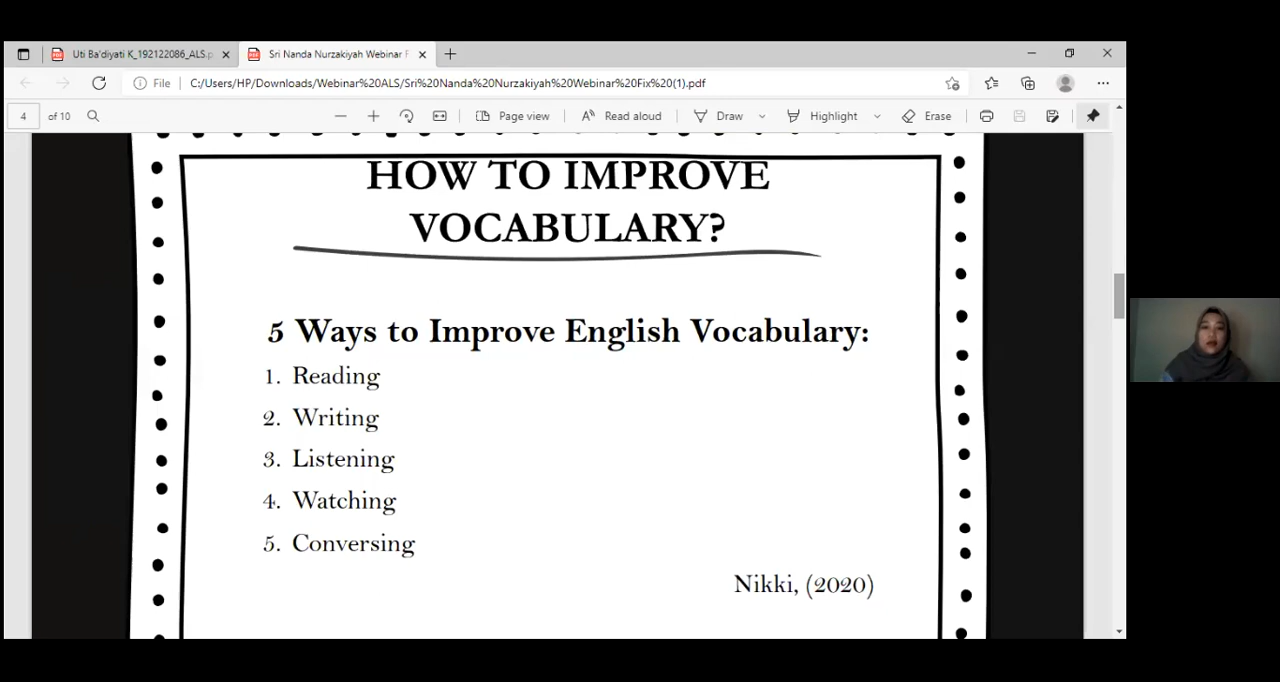 Uti Ba'diyati K_192122086_ALS.p
Sri Nanda Nurzakiyah Webinar F
File
C:/Users/HP/Downloads/Webinar%20ALS/Sri%20Nanda%20Nurzakiyah%20Webinar%20Fix%20(1).pdf
4 of 10
Page view
Read aloud
Draw
Highlight
Erase
HOW TO IMPROVE
VOCABULARY?
5 Ways to Improve English Vocabulary:
1. Reading
2. Writing
3. Listening
4. Watching
5. Conversing
Nikki, (2020)